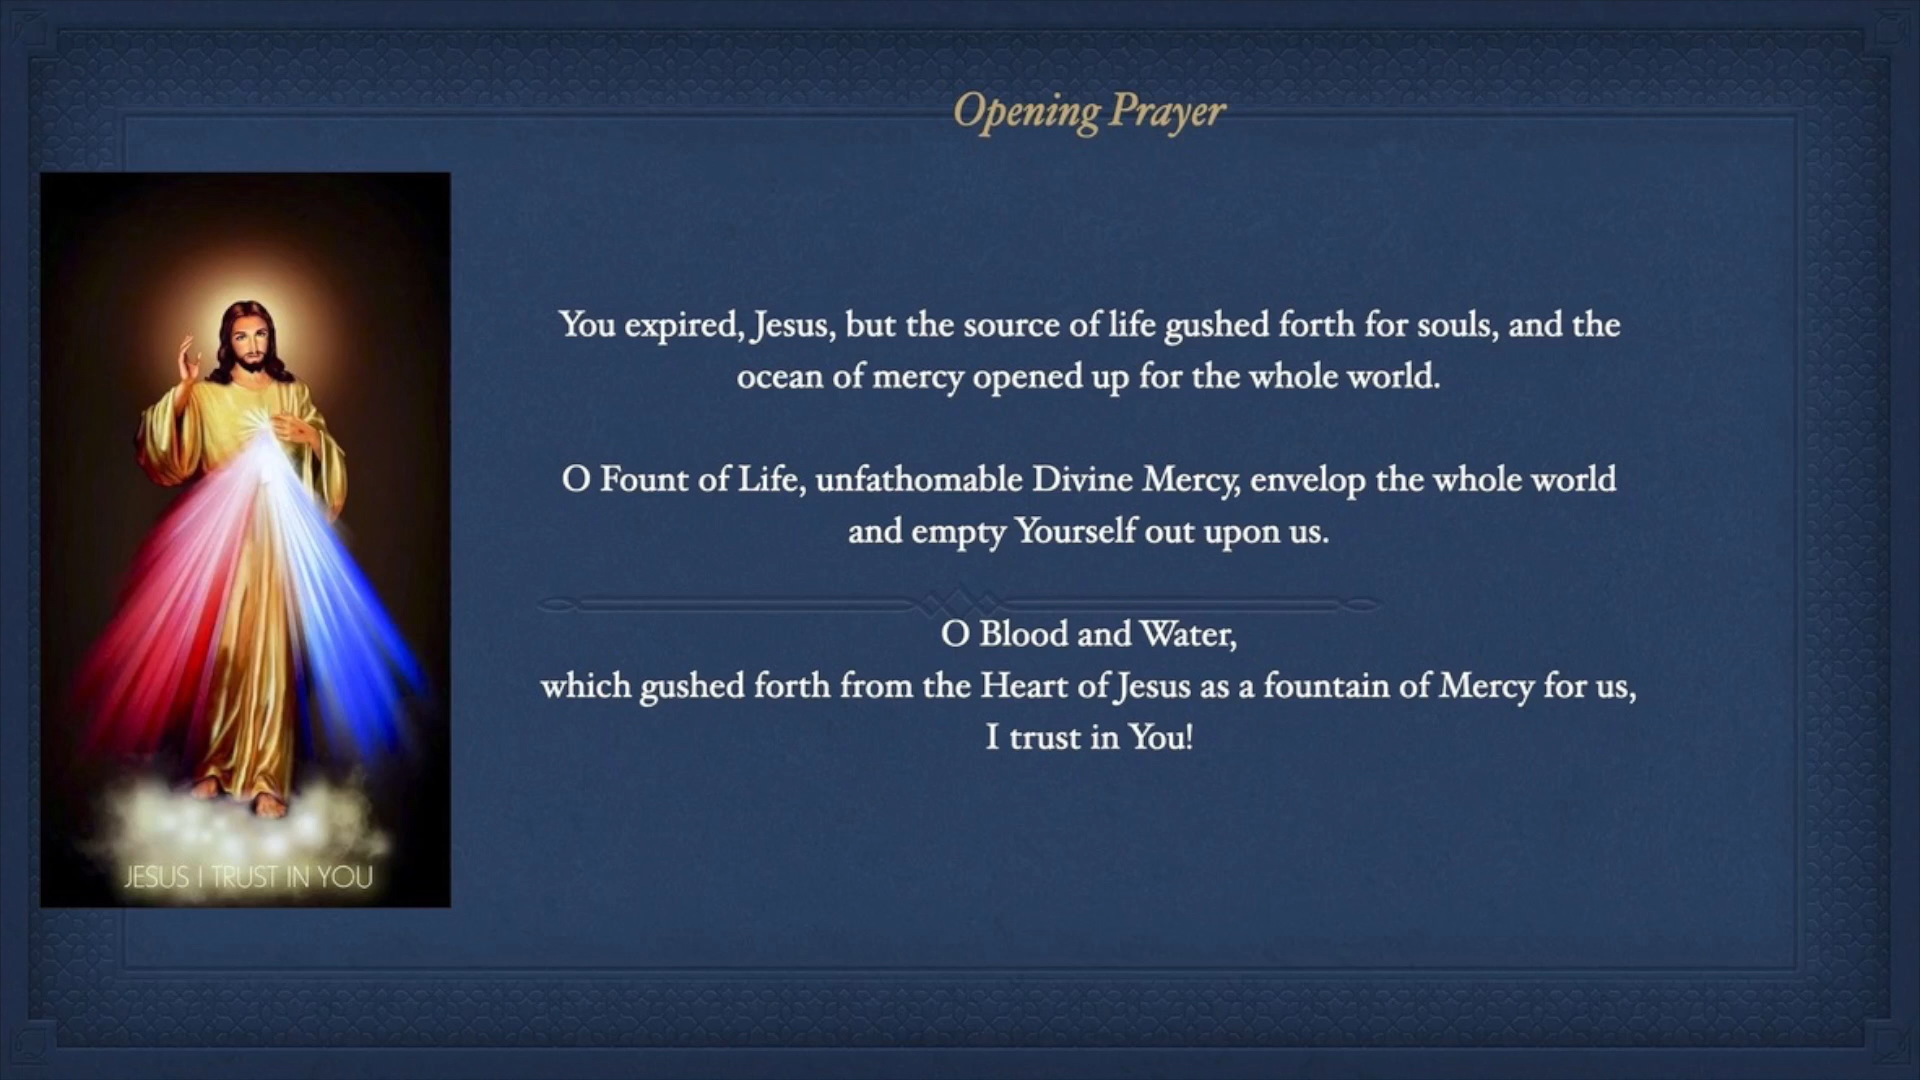 Opening Prayer
You expired, Jesus, but the source of life gushed forth for souls, and the
ocean of mercy opened up for the whole world.
O Fount of Life, unfathomable Divine Mercy, envelop the whole world
and empty Yourself out upon us.
O Blood and Water,
which gushed forth from the Heart of Jesus as a fountain of Mercy for us,
I trust in You!
JESUS I TRUST IN YOU